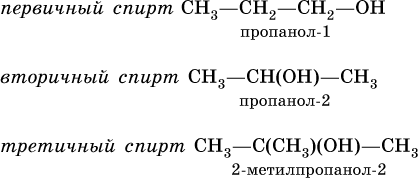 первичный спирт CH₃—CH₂—CH₂—OH
пропанол-1
вторичный спирт CH₃—CH(OH)—CH₃
пропанол-2
третичный спирт CH₃—C(CH₃)(OH)—CH₃
2-метилпропанол-2